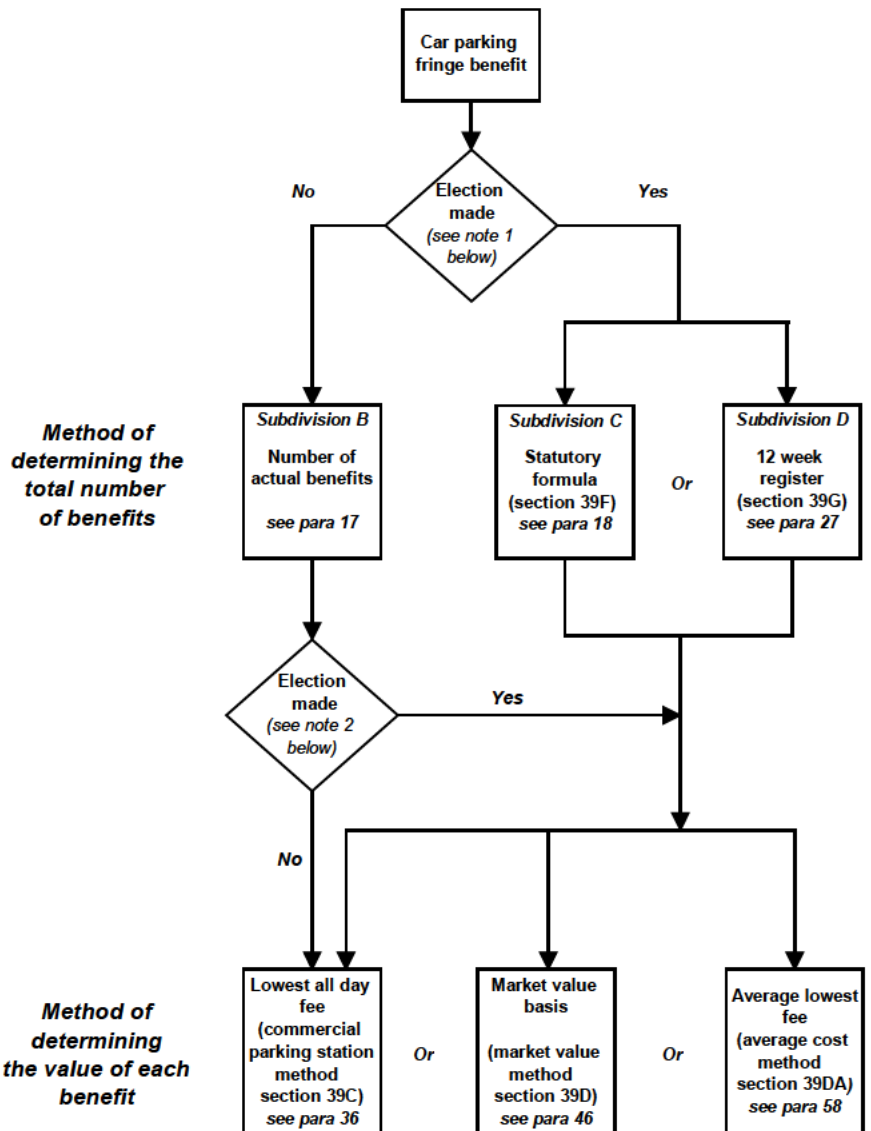 Car parking
fringe benefit
No
Election
made
(see note 1
below)
Yes
Method of
determining the
total number
of benefits
Subdivision B
Number of
actual benefits
see para 17
Subdivision C
Statutory
formula
(section 39F)
see para 18
Or
Subdivision D
12 week
register
(section 39G)
see para 27
Election
made
(see note 2
below)
Yes
No
Method of
determining
the value of each
benefit
Lowest all day
fee
(commercial
parking station
method
section 39C)
see para 36
Or
Market value
basis
(market value
method
section 39D)
see para 46
Or
Average lowest
fee
(average cost
method
section 39DA)
see para 58